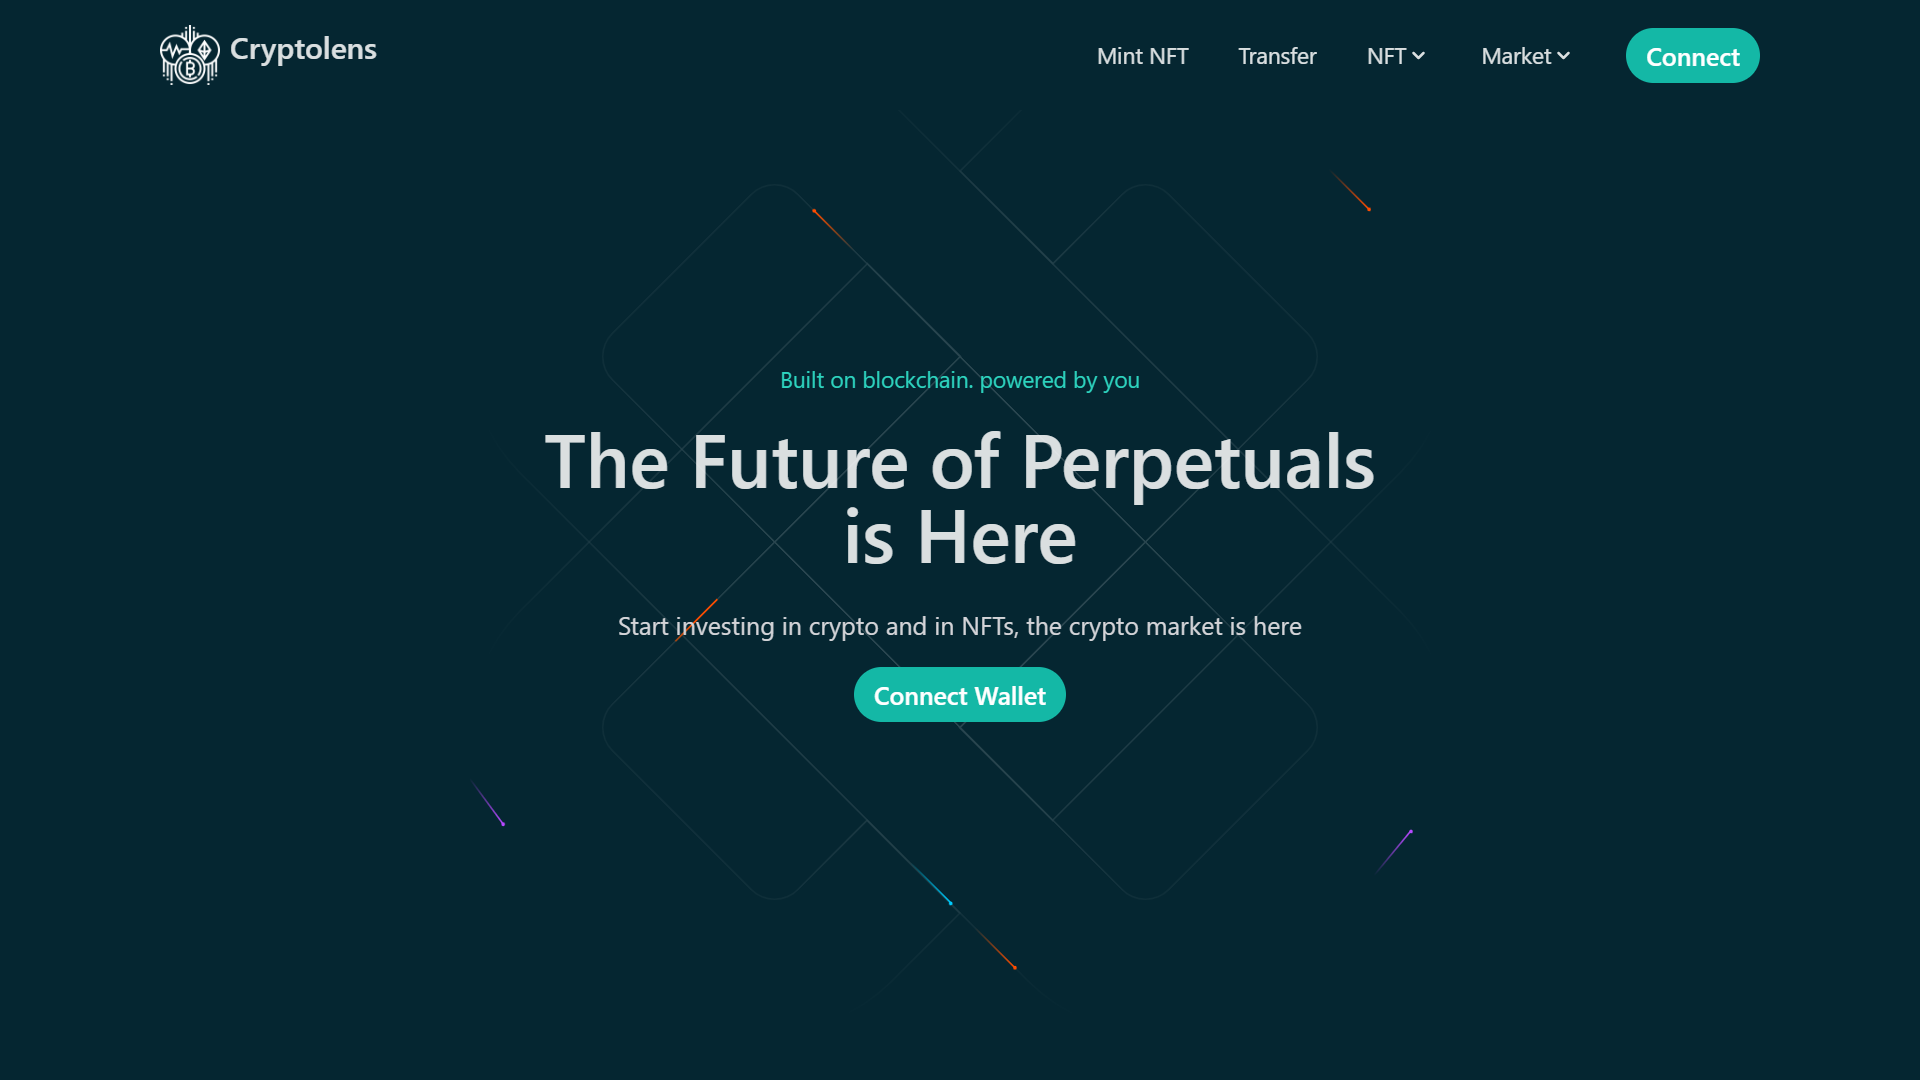 Cryptolens
Mint NFT
Transfer
NFT
Market
Connect
Built on blockchain. powered by you
The Future of Perpetuals
is Here
Start investing in crypto and in NFTs, the crypto market is here
Connect Wallet